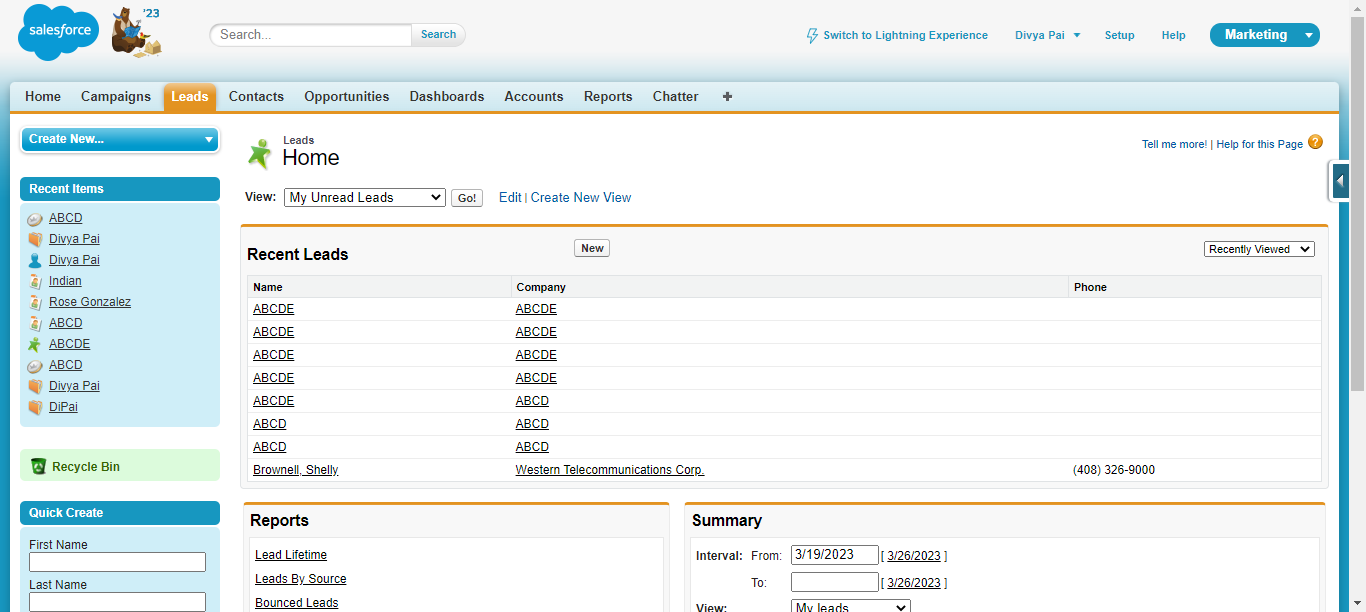 salesforce
'23
Search...
Search
Switch to Lightning Experience
Divya Pai
Setup
Help
Marketing
Home Campaigns Leads Contacts Opportunities Dashboards Accounts Reports Chatter
Create New...
Recent Items
ABCD
Divya Pai
Divya Pai
Indian
Rose Gonzalez
ABCD
ABCDE
ABCD
Divya Pai
DiPai
Recycle Bin
Quick Create
First Name
Last Name
Leads
Home
Tell me more! | Help for this Page
View: My Unread Leads Go! Edit | Create New View
Recent Leads New Recently Viewed
Name Company Phone
ABCDE ABCDE
ABCDE ABCDE
ABCDE ABCDE
ABCDE ABCDE
ABCDE ABCD
ABCD ABCD
ABCD ABCD
Brownell, Shelly Western Telecommunications Corp. (408) 326-9000
Reports
Lead Lifetime
Leads By Source
Bounced Leads
Summary
Interval: From: 3/19/2023 [ 3/26/2023 ]
To: [ 3/26/2023 ]
View: My leads